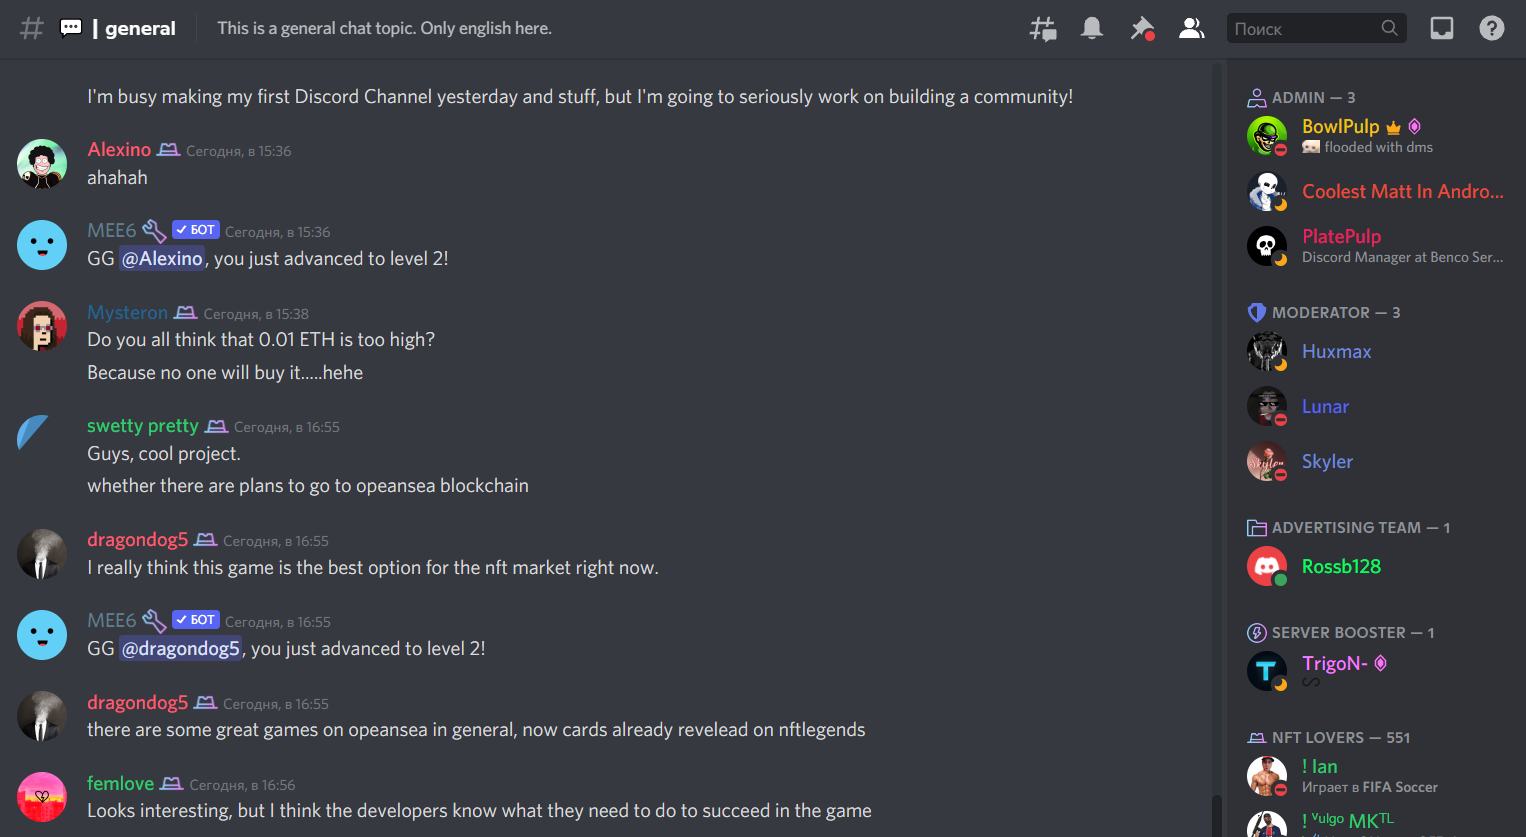 | general
This is a general chat topic. Only english here.
Поиск
I'm busy making my first Discord Channel yesterday and stuff, but I'm going to seriously work on building a community!
Alexino Сегодня, в 15:36
ahahah
MEE6 ✓ БОТ Сегодня, в 15:36
GG @Alexino, you just advanced to level 2!
Mysteron Сегодня, в 15:38
Do you all think that 0.01 ETH is too high?
Because no one will buy it.....hehe
swetty pretty Сегодня, в 16:55
Guys, cool project.
whether there are plans to go to opeansea blockchain
dragondog5 Сегодня, в 16:55
I really think this game is the best option for the nft market right now.
MEE6 ✓ БОТ Сегодня, в 16:55
GG @dragondog5, you just advanced to level 2!
dragondog5 Сегодня, в 16:55
there are some great games on opeansea in general, now cards already revelead on nftlegends
femlove Сегодня, в 16:56
Looks interesting, but I think the developers know what they need to do to succeed in the game
ADMIN — 3
BowlPulp
flooded with dms
Coolest Matt In Andro...
PlatePulp
Discord Manager at Benco Ser...
MODERATOR — 3
Huxmax
Lunar
Skyler
ADVERTISING TEAM — 1
Rossb128
SERVER BOOSTER — 1
TrigoN-
NFT LOVERS — 551
! Ian
Играет в FIFA Soccer
! ⱽᵘˡᵍᵒ MKᵀᴸ